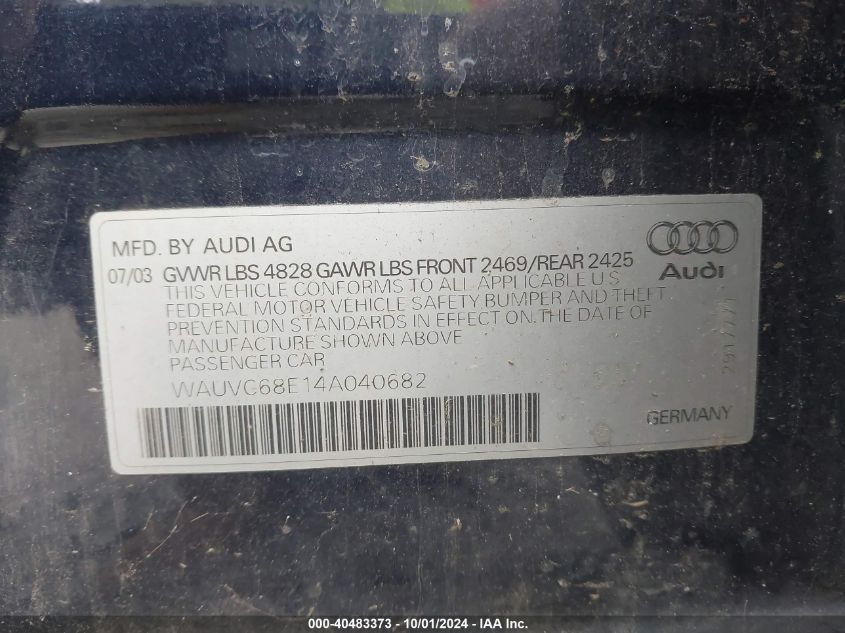 MFD. BY AUDI AG
07/03 GVWR LBS 4828 GAWR LBS FRONT 2469/REAR 2425
THIS VEHICLE CONFORMS TO ALL APPLICABLE U.S.
FEDERAL MOTOR VEHICLE SAFETY BUMPER AND THEFT
PREVENTION STANDARDS IN EFFECT ON THE DATE OF
MANUFACTURE SHOWN ABOVE
PASSENGER CAR
WAUVC68E14A040682
Audi
GERMANY
000-40483373 - 10/01/2024 - IAA Inc.